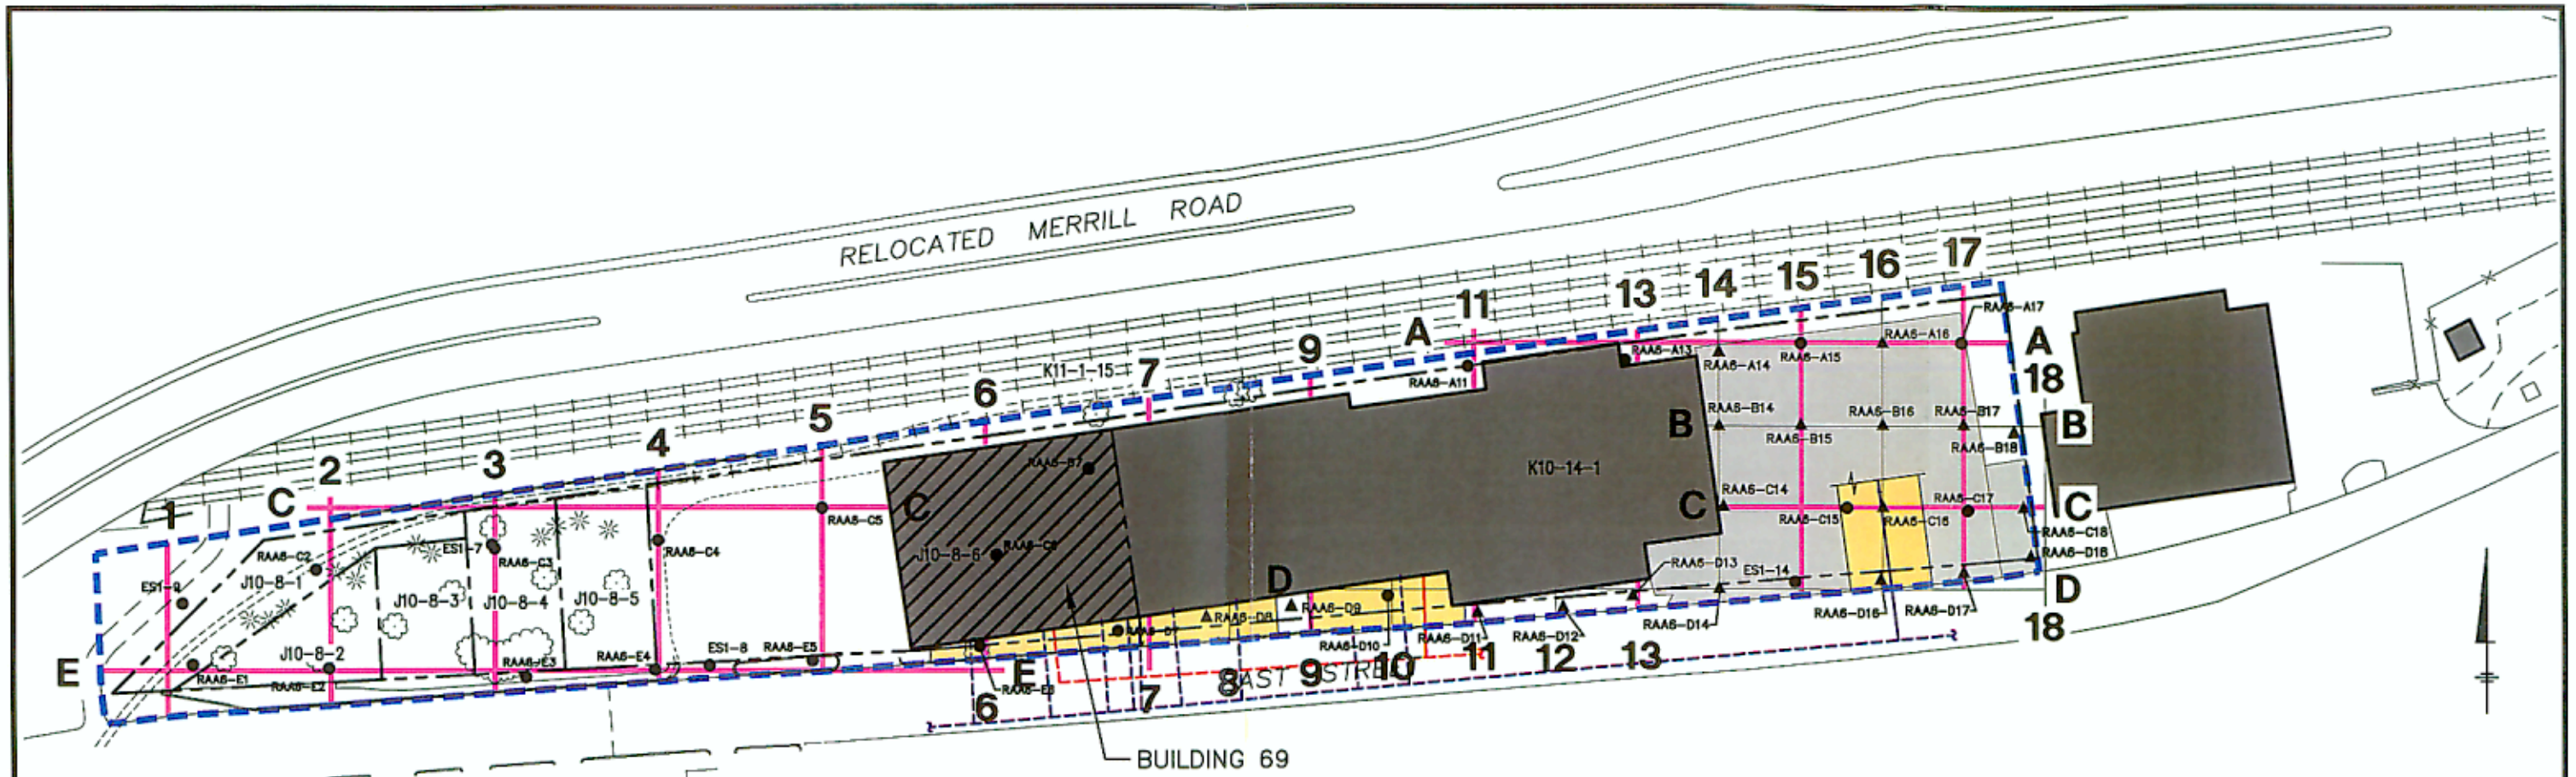 RELOCATED MERRILL ROAD
17
16
15
14
13
11
A
9
K11-1-15
7
6
5
4
3
2
C
1
RAA6-A17
RAA6-A16
RAA6-A15
RAA6-A14
RAA6-A13
RAA6-A11
A
18
RAA6-B14
RAA6-B15
RAA6-B16
RAA6-B17
RAA6-B18
B
B
K10-14-1
RAA6-B7
C
RAA6-C5
RAA6-C14
RAA6-C15
RAA6-C16
RAA6-C17
C
C
RAA6-C18
RAA6-D18
J10-8-6
RAA6-C6
RAA6-C4
RAA6-C3
ES1-7
RAA6-C2
J10-8-1
ES1-9
J10-8-3
J10-8-4
J10-8-5
D
RAA6-D13
ES1-14
RAA6-D8
RAA6-D9
RAA6-D7
D
RAA6-D16
RAA6-D17
RAA6-D14
RAA6-D12
RAA6-D11
RAA6-D10
18
J10-8-2
E
RAA6-E1
RAA6-E2
RAA6-E3
RAA6-E4
ES1-8
RAA6-E5
E
RAA6-E6
6
7
8
9
10
11
12
13
EAST STREET
BUILDING 69